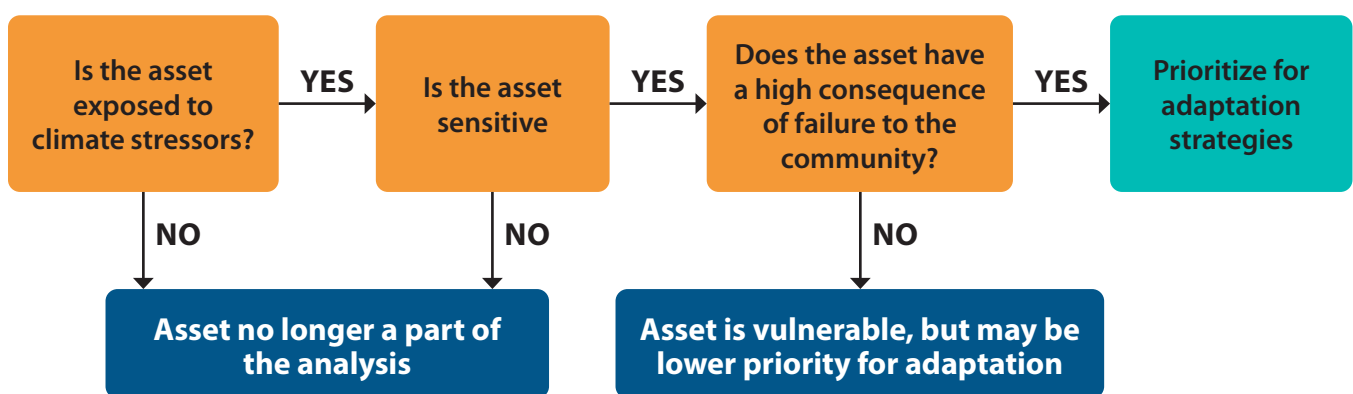 Is the asset
exposed to
climate stressors?
YES
Is the asset
sensitive
YES
Does the asset have
a high consequence
of failure to the
community?
YES
Prioritize for
adaptation
strategies
NO
NO
NO
Asset no longer a part of
the analysis
Asset is vulnerable, but may be
lower priority for adaptation